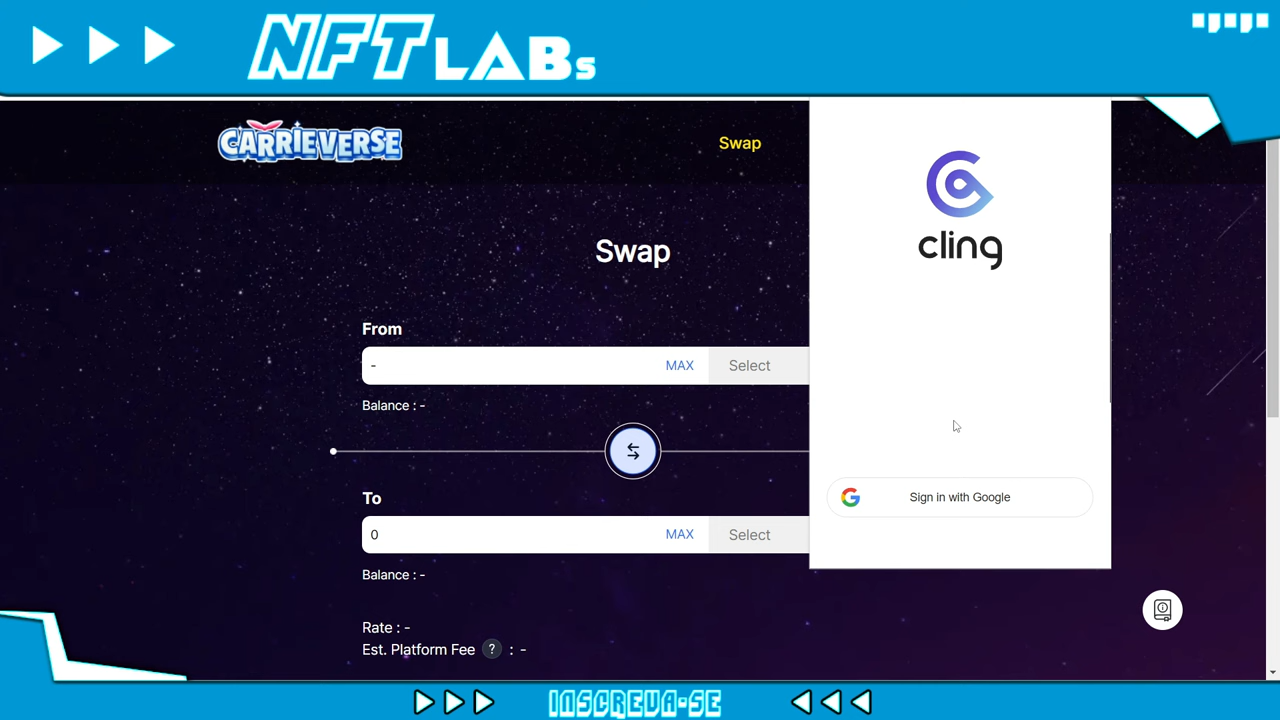 NFT LABs
CARRIEVERSE
Swap
cling
Swap
From
-
MAX
Select
Balance : -
To
0
MAX
Select
Balance : -
Rate : -
Est. Platform Fee ? : -
Sign in with Google
INSCREVA-SE